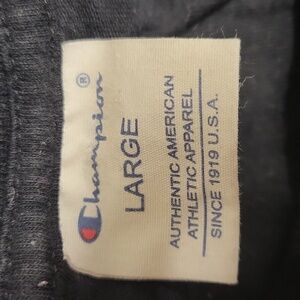 Champion®
LARGE
AUTHENTIC AMERICAN
ATHLETIC APPAREL
SINCE 1919 U.S.A.